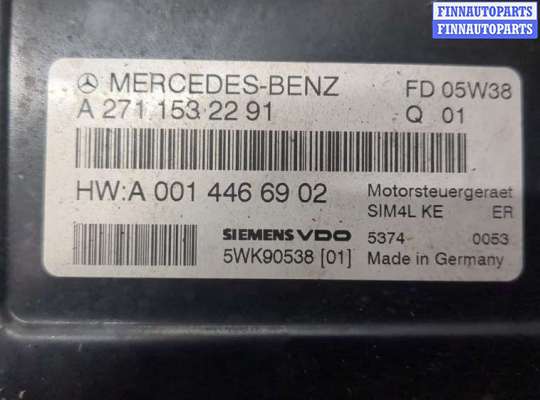 FINNAUTOPARTS
FINNAUTOPARTS
MERCEDES-BENZ FD 05W38
A 271 153 22 91 Q 01
HW:A 001 446 69 02 Motorsteuergeraet
SIM4L KE ER
SIEMENS VDO 5374 0053
5WK90538 [01] Made in Germany